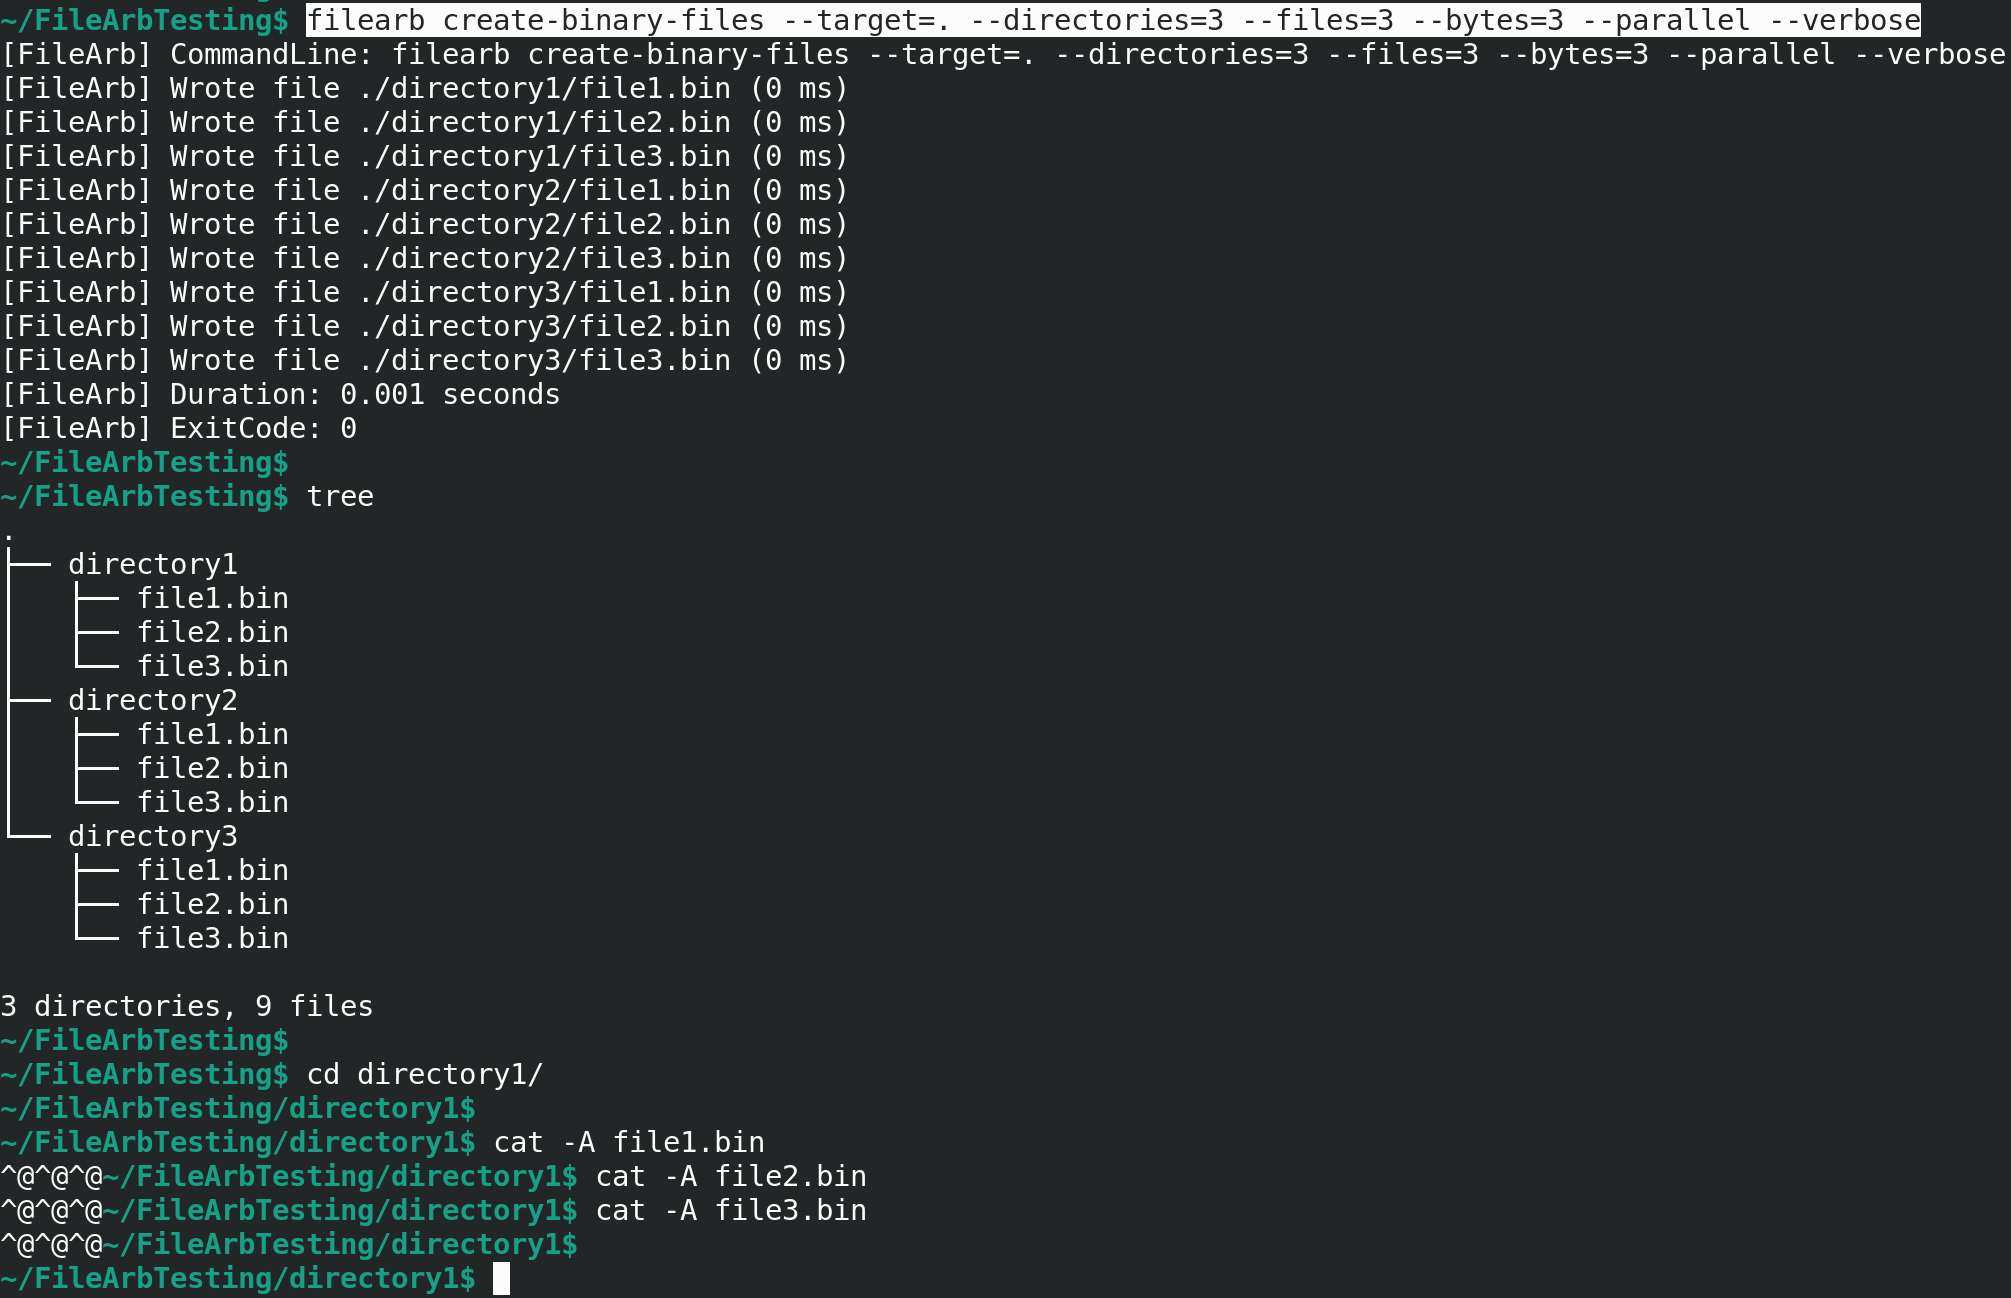 ~/FileArbTesting$ filearb create-binary-files --target=. --directories=3 --files=3 --bytes=3 --parallel --verbose
[FileArb] CommandLine: filearb create-binary-files --target=. --directories=3 --files=3 --bytes=3 --parallel --verbose
[FileArb] Wrote file ./directory1/file1.bin (0 ms)
[FileArb] Wrote file ./directory1/file2.bin (0 ms)
[FileArb] Wrote file ./directory1/file3.bin (0 ms)
[FileArb] Wrote file ./directory2/file1.bin (0 ms)
[FileArb] Wrote file ./directory2/file2.bin (0 ms)
[FileArb] Wrote file ./directory2/file3.bin (0 ms)
[FileArb] Wrote file ./directory3/file1.bin (0 ms)
[FileArb] Wrote file ./directory3/file2.bin (0 ms)
[FileArb] Wrote file ./directory3/file3.bin (0 ms)
[FileArb] Duration: 0.001 seconds
[FileArb] ExitCode: 0
~/FileArbTesting$
~/FileArbTesting$ tree
.
├── directory1
│   ├── file1.bin
│   ├── file2.bin
│   └── file3.bin
├── directory2
│   ├── file1.bin
│   ├── file2.bin
│   └── file3.bin
└── directory3
    ├── file1.bin
    ├── file2.bin
    └── file3.bin
3 directories, 9 files
~/FileArbTesting$
~/FileArbTesting$ cd directory1/
~/FileArbTesting/directory1$
~/FileArbTesting/directory1$ cat -A file1.bin
^@^@^@~/FileArbTesting/directory1$ cat -A file2.bin
^@^@^@~/FileArbTesting/directory1$ cat -A file3.bin
^@^@^@~/FileArbTesting/directory1$
~/FileArbTesting/directory1$